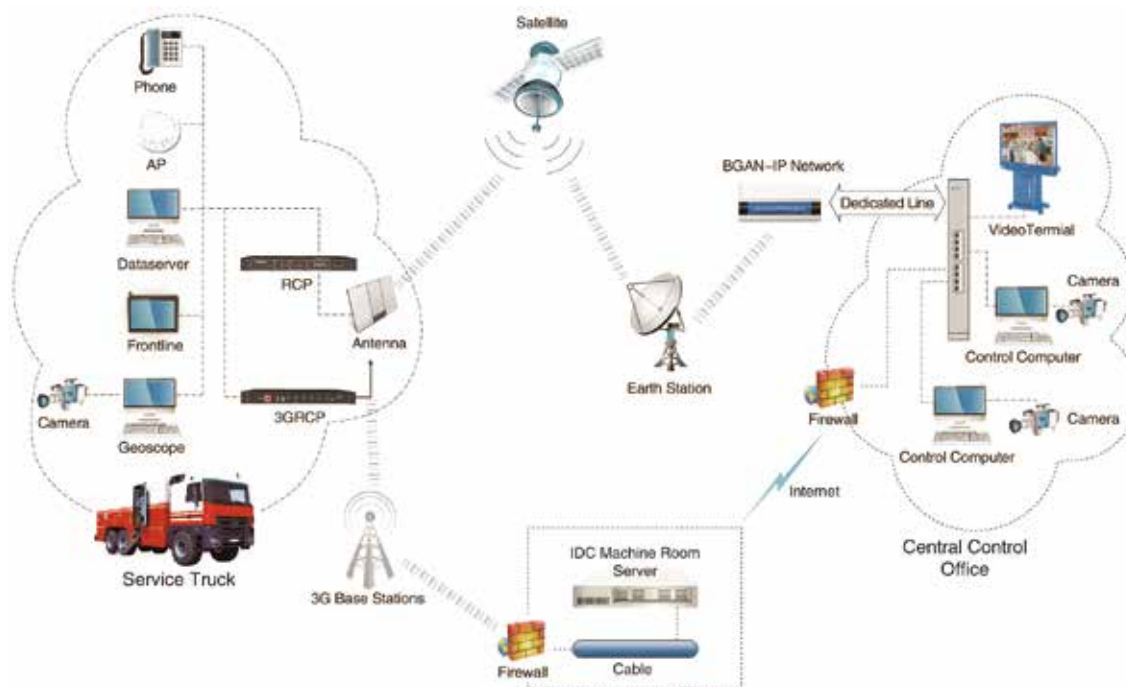 Satellite
Phone
AP
BGAN-IP Network
Dedicated Line
VideoTermial
Dataserver
RCP
Camera
Frontline
Antenna
Control Computer
Earth Station
Camera
3GRCP
Firewall
Camera
Geoscope
Control Computer
Internet
Service Truck
IDC Machine Room
Server
Central Control
Office
3G Base Stations
Firewall
Cable